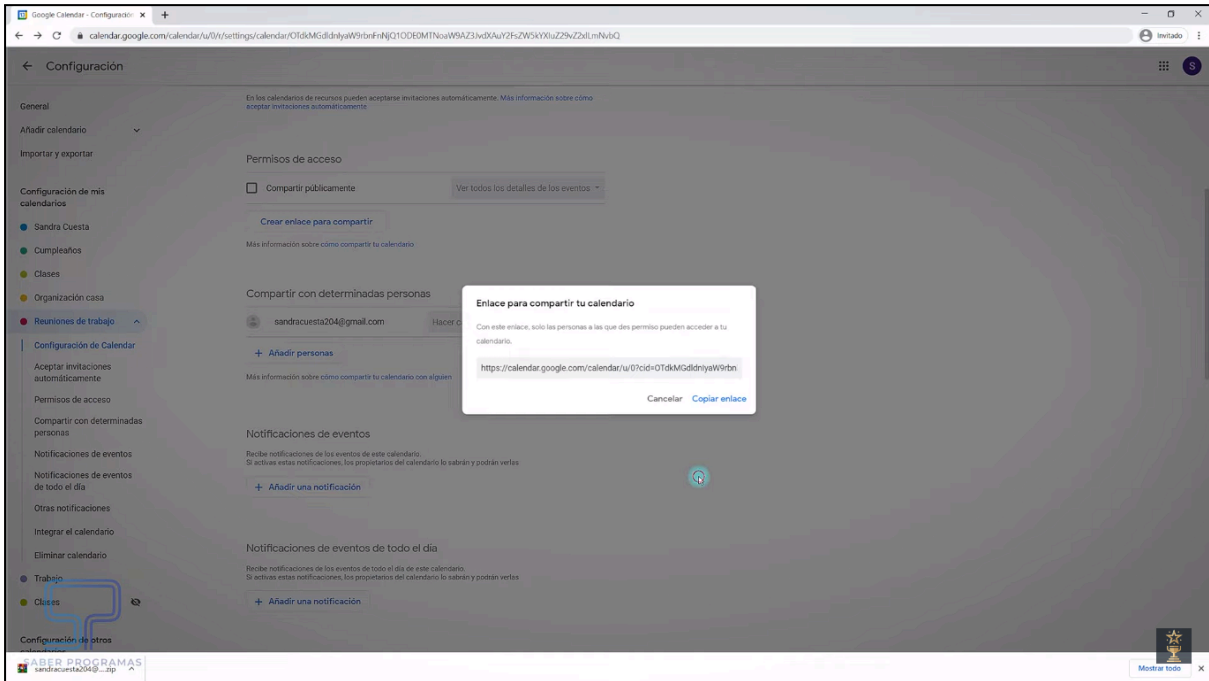 Google Calendar - Configuración
calendar.google.com/calendar/u/0/r/settings/calendar/
Invitado
Configuración
S
General
Añadir calendario
Importar y exportar
Configuración de mis
calendarios
Sandra Cuesta
Cumpleaños
Clases
Organización casa
Reuniones de trabajo
Configuración de Calendar
Aceptar invitaciones
automáticamente
Permisos de acceso
Compartir con determinadas
personas
Notificaciones de eventos
Notificaciones de eventos
de todo el día
Otras notificaciones
Integrar el calendario
Eliminar calendario
Trabajo
Clases
Configuración de otros
calendarios
En los calendarios de recursos pueden aceptarse invitaciones automáticamente. Más información sobre cómo
aceptar invitaciones automáticamente
Permisos de acceso
Compartir públicamente
Ver todos los detalles de los eventos
Crear enlace para compartir
Más información sobre cómo compartir tu calendario
Compartir con determinadas personas
sandracuesta204@gmail.com
Hacer c
+ Añadir personas
Más información sobre cómo compartir tu calendario con alguien
Notificaciones de eventos
Recibe notificaciones de los eventos de este calendario.
Si activas estas notificaciones, los propietarios del calendario lo sabrán y podrán verlas
+ Añadir una notificación
Notificaciones de eventos de todo el día
Recibe notificaciones de los eventos de todo el día de este calendario.
Si activas estas notificaciones, los propietarios del calendario lo sabrán y podrán verlas
+ Añadir una notificación
Enlace para compartir tu calendario
Con este enlace, solo las personas a las que des permiso pueden acceder a tu
calendario.
https://calendar.google.com/calendar/u/0?cid=OTdkMGdldnIyaW9rbn
Cancelar Copiar enlace
SABER PROGRAMAS
sandracuesta204@....zip
Mostrar todo